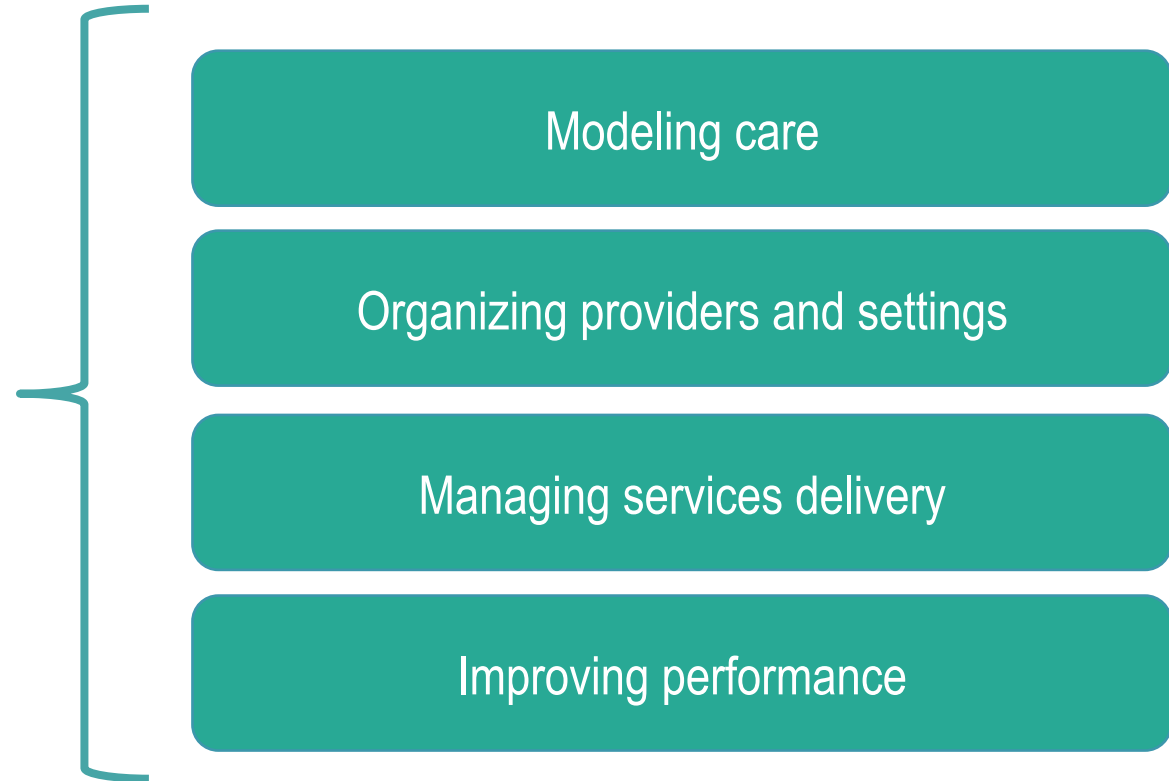 Modeling care
Organizing providers and settings
Managing services delivery
Improving performance